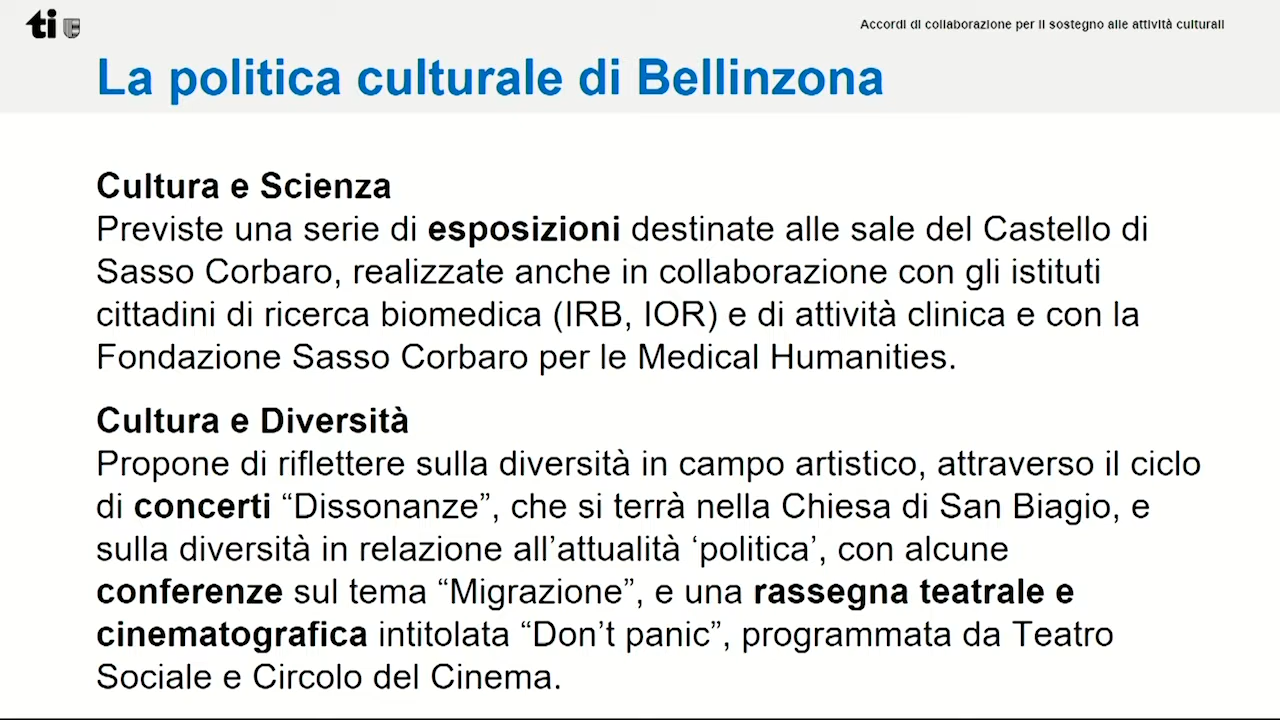 ti
Accordi di collaborazione per il sostegno alle attività culturali
La politica culturale di Bellinzona
Cultura e Scienza
Previste una serie di esposizioni destinate alle sale del Castello di
Sasso Corbaro, realizzate anche in collaborazione con gli istituti
cittadini di ricerca biomedica (IRB, IOR) e di attività clinica e con la
Fondazione Sasso Corbaro per le Medical Humanities.
Cultura e Diversità
Propone di riflettere sulla diversità in campo artistico, attraverso il ciclo
di concerti “Dissonanze”, che si terrà nella Chiesa di San Biagio, e
sulla diversità in relazione all’attualità ‘politica’, con alcune
conferenze sul tema “Migrazione”, e una rassegna teatrale e
cinematografica intitolata “Don’t panic”, programmata da Teatro
Sociale e Circolo del Cinema.